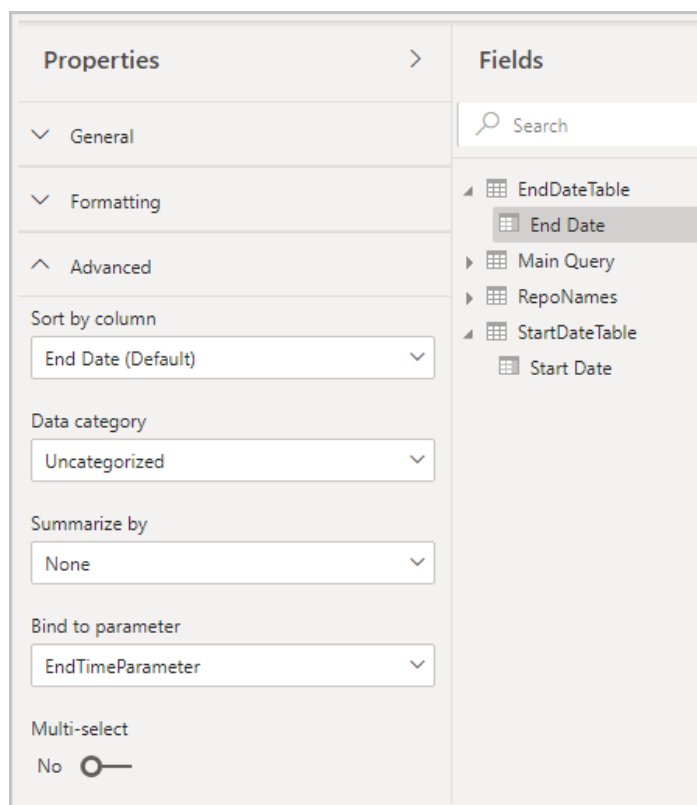 Properties
General
Formatting
Advanced
Sort by column
End Date (Default)
Data category
Uncategorized
Summarize by
None
Bind to parameter
EndTimeParameter
Multi-select
No
Fields
Search
EndDateTable
End Date
Main Query
RepoNames
StartDateTable
Start Date